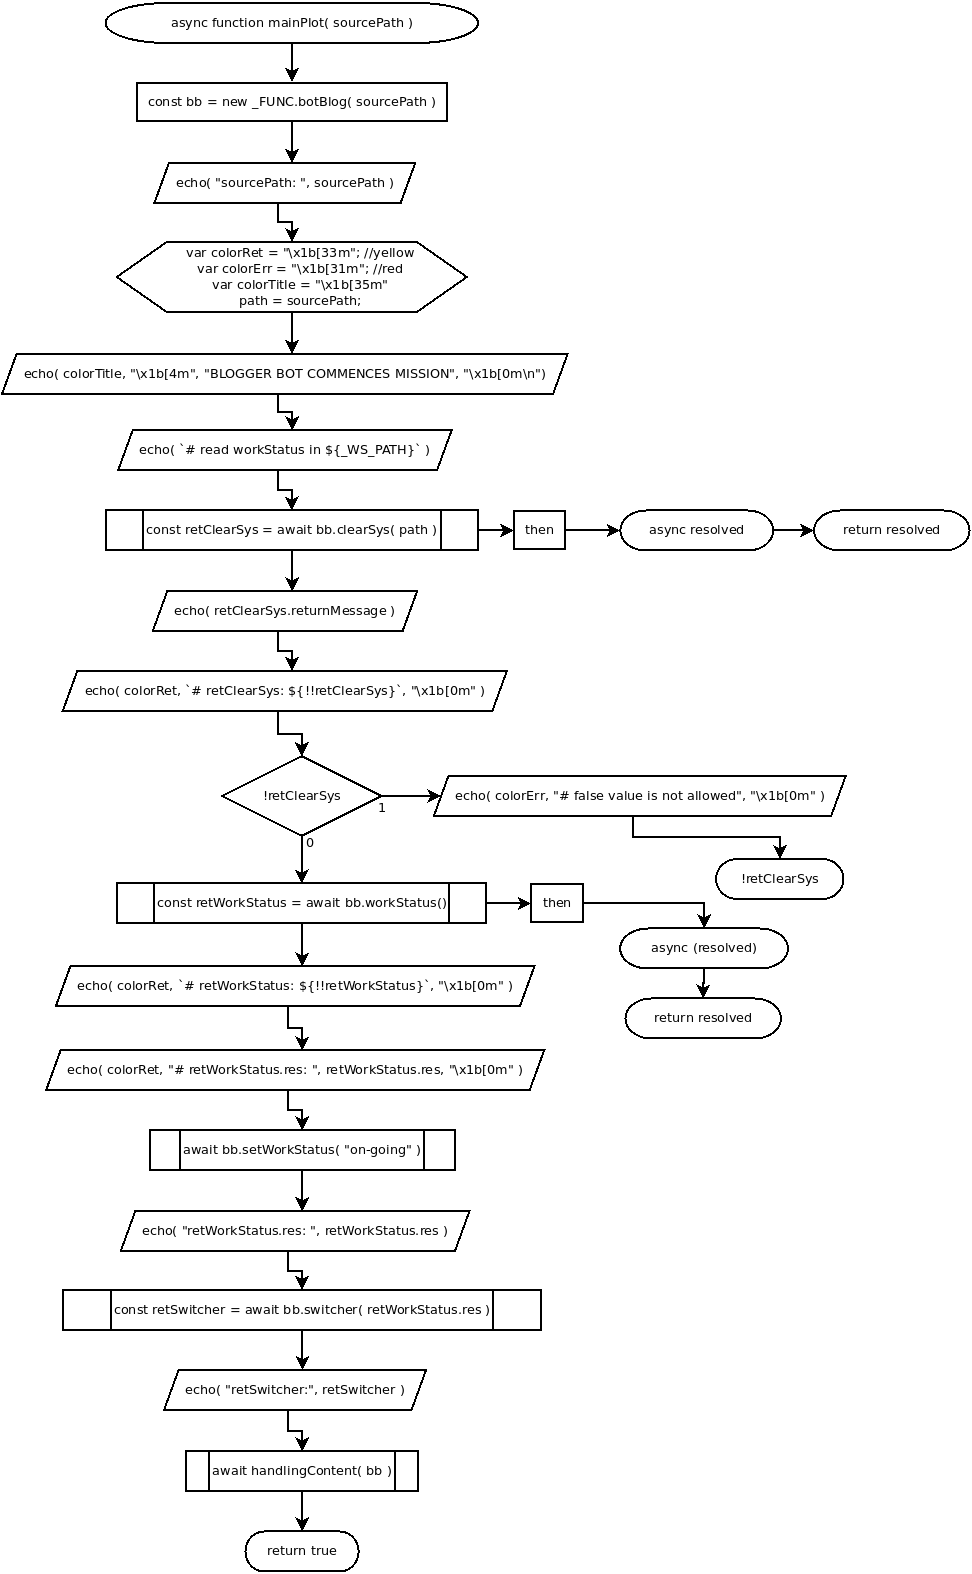 async function mainPlot( sourcePath )
const bb = new _FUNC.botBlog( sourcePath )
echo( "sourcePath: ", sourcePath )
var colorRet = "\x1b[33m"; //yellow
var colorErr = "\x1b[31m"; //red
var colorTitle = "\x1b[35m"
path = sourcePath;
echo( colorTitle, "\x1b[4m", "BLOGGER BOT COMMENCES MISSION", "\x1b[0m\n")
echo( `# read workStatus in ${_WS_PATH}` )
const retClearSys = await bb.clearSys( path )
then
async resolved
return resolved
echo( retClearSys.returnMessage )
echo( colorRet, `# retClearSys: ${!!retClearSys}`, "\x1b[0m" )
!retClearSys
1
echo( colorErr, "# false value is not allowed", "\x1b[0m" )
!retClearSys
0
const retWorkStatus = await bb.workStatus()
then
async (resolved)
return resolved
echo( colorRet, `# retWorkStatus: ${!!retWorkStatus}`, "\x1b[0m" )
echo( colorRet, "# retWorkStatus.res: ", retWorkStatus.res, "\x1b[0m" )
await bb.setWorkStatus( "on-going" )
echo( "retWorkStatus.res: ", retWorkStatus.res )
const retSwitcher = await bb.switcher( retWorkStatus.res )
echo( "retSwitcher:", retSwitcher )
await handlingContent( bb )
return true